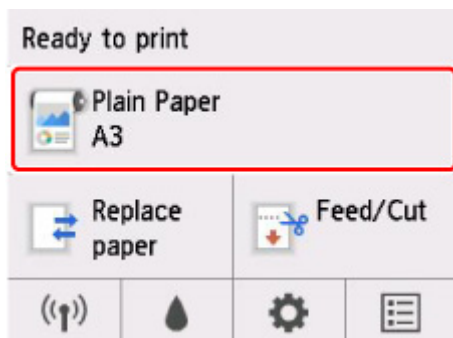 Ready to print
Plain Paper
A3
Replace
paper
Feed/Cut